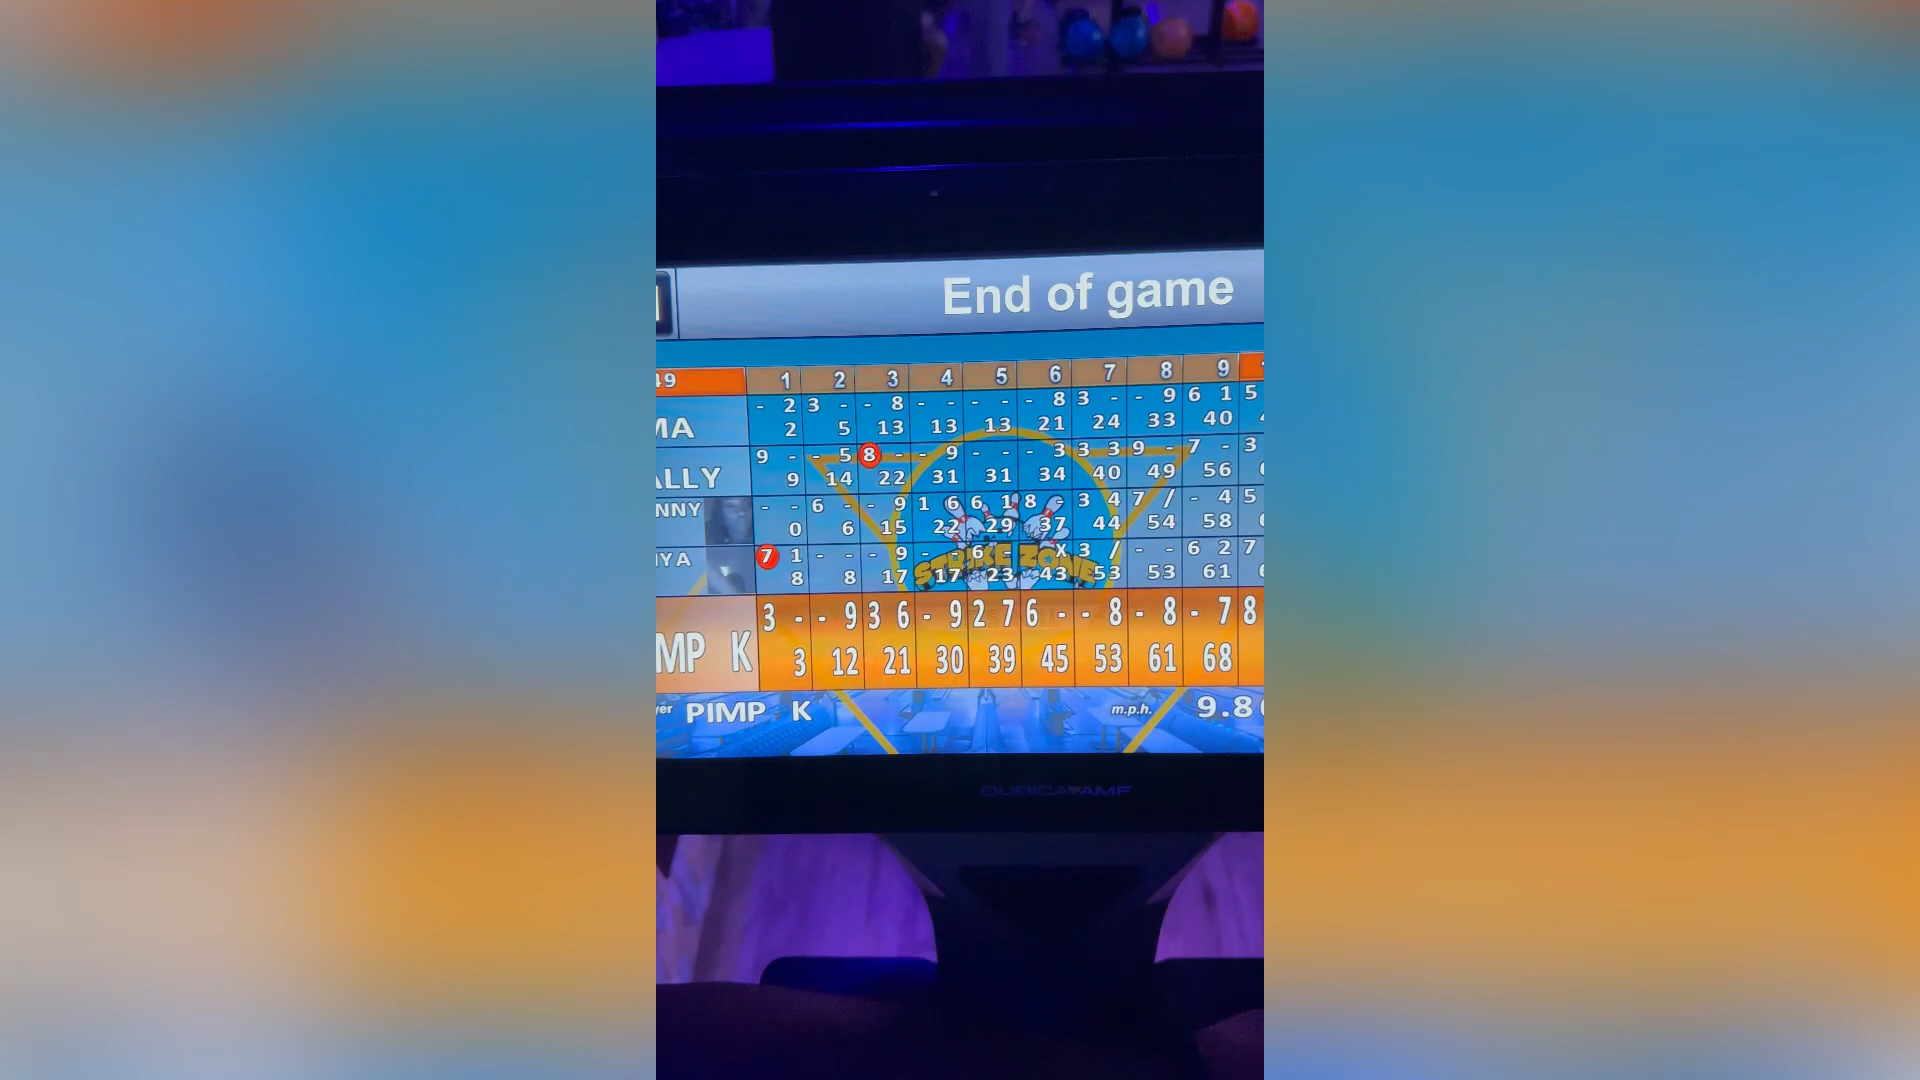 End of game
49 1 2 3 4 5 6 7 8 9
- 2 3 - - 8 - - - - - 8 3 - - 9 6 1 5
MA 2 5 13 13 13 21 24 33 40
9 - - 5 8 - - 9 - - - 3 3 3 9 - 7 - 3
ALLY 9 14 22 31 31 34 40 49 56
NNY - - 6 - - 9 1 6 6 1 8 - 3 4 7 / - 4 5
0 6 15 22 29 37 44 54 58
YA 7 1 - - - 9 - - 6 - X 3 / - - 6 2 7
8 8 17 17 23 43 53 53 61
STRIKE ZONE
3 - - 9 3 6 - 9 2 7 6 - - 8 - 8 - 7 8
MP K 3 12 21 30 39 45 53 61 68
yer PIMP K m.p.h. 9.8
QUBICAAMF